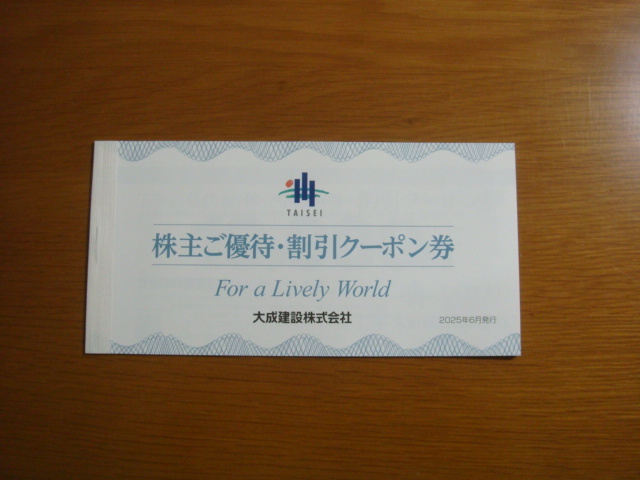 TAISEI
株主ご優待・割引クーポン券
For a Lively World
大成建設株式会社
2025年6月発行